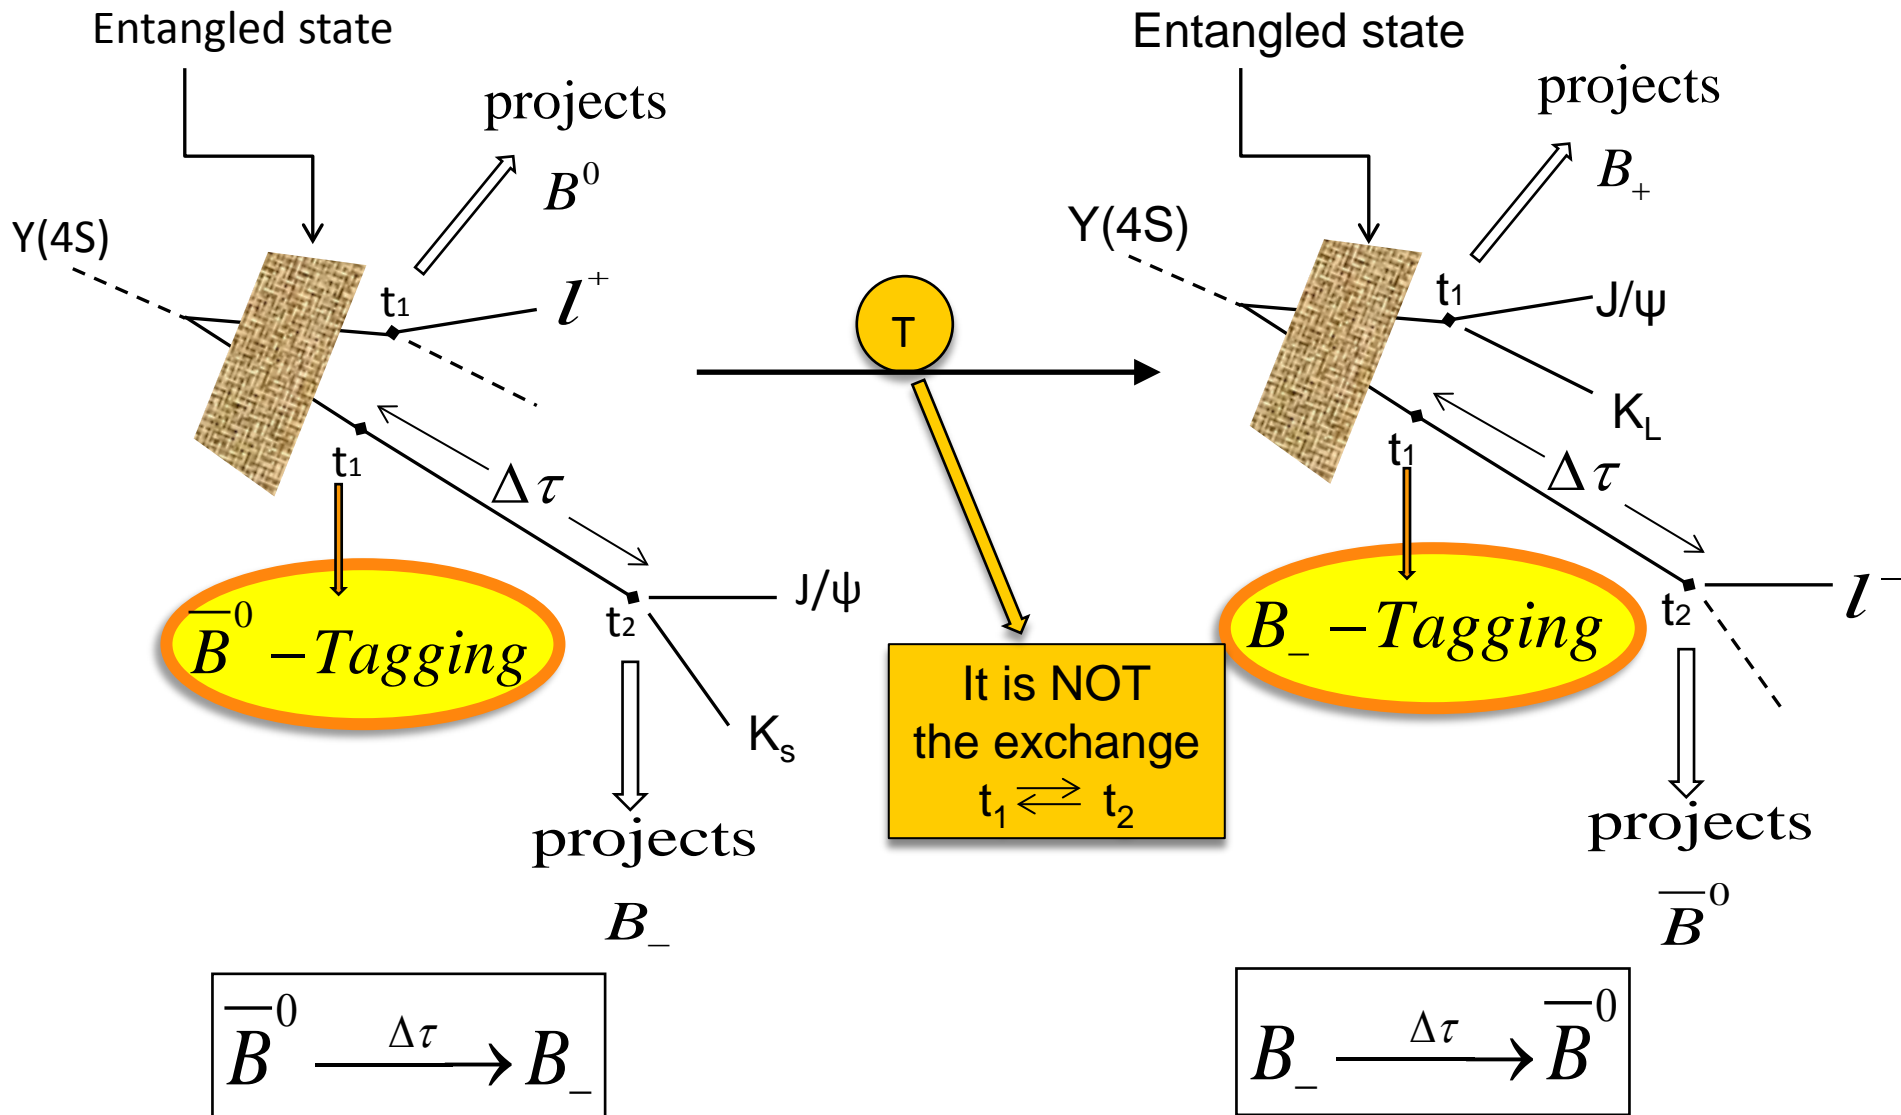 Entangled state
projects
B⁰
Y(4S)
t₁
l⁺
t₁
Δτ
B̅⁰ –Tagging
t₂
J/ψ
Kₛ
projects
B₋
B̅⁰ Δτ→ B₋
T
It is NOT
the exchange
t₁ ⇄ t₂
Entangled state
projects
B₊
Y(4S)
t₁
J/ψ
K_L
t₁
Δτ
B₋ –Tagging
t₂
l⁻
projects
B̅⁰
B₋ Δτ→ B̅⁰